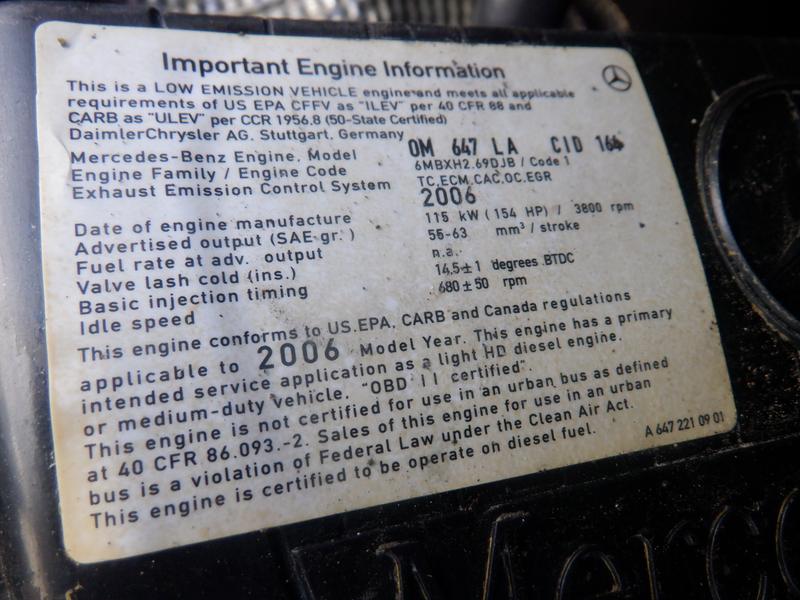 Important Engine Information
This is a LOW EMISSION VEHICLE engine and meets all applicable
requirements of US EPA CFFV as "ILEV" per 40 CFR 88 and
CARB as "ULEV" per CCR 1956.8 (50-State Certified)
DaimlerChrysler AG. Stuttgart, Germany
Mercedes-Benz Engine, Model OM 647 LA CID 164
Engine Family / Engine Code 6MBXH2.69DJB / Code 1
Exhaust Emission Control System TC,ECM,CAC,OC,EGR
Date of engine manufacture 2006
Advertised output (SAE gr.) 115 kW (154 HP) / 3800 rpm
Fuel rate at adv. output 55-63 mm³ / stroke
Valve lash cold (ins.) n.a.
Basic injection timing 14,5±1 degrees BTDC
Idle speed 680±50 rpm
This engine conforms to US.EPA, CARB and Canada regulations
applicable to 2006 Model Year. This engine has a primary
intended service application as a light HD diesel engine.
or medium-duty vehicle. "OBD II certified".
This engine is not certified for use in an urban bus as defined
at 40 CFR 86.093.-2. Sales of this engine for use in an urban
bus is a violation of Federal Law under the Clean Air Act.
This engine is certified to be operate on diesel fuel.
A 647 221 09 01
Merc